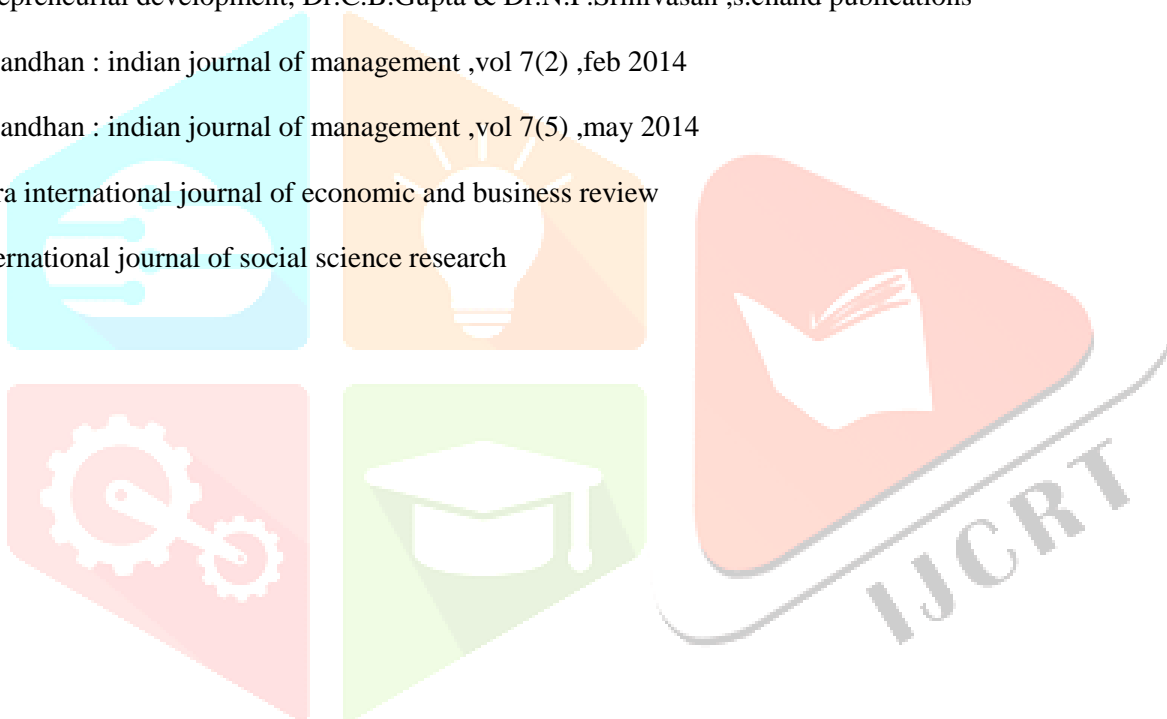 epreneurial development, Dr.C.B.Gupta & Dr.N.P.Srinivasan ,s.chand publications
andhan : indian journal of management ,vol 7(2) ,feb 2014
andhan : indian journal of management ,vol 7(5) ,may 2014
ra international journal of economic and business review
ernational journal of social science research
IJCRT